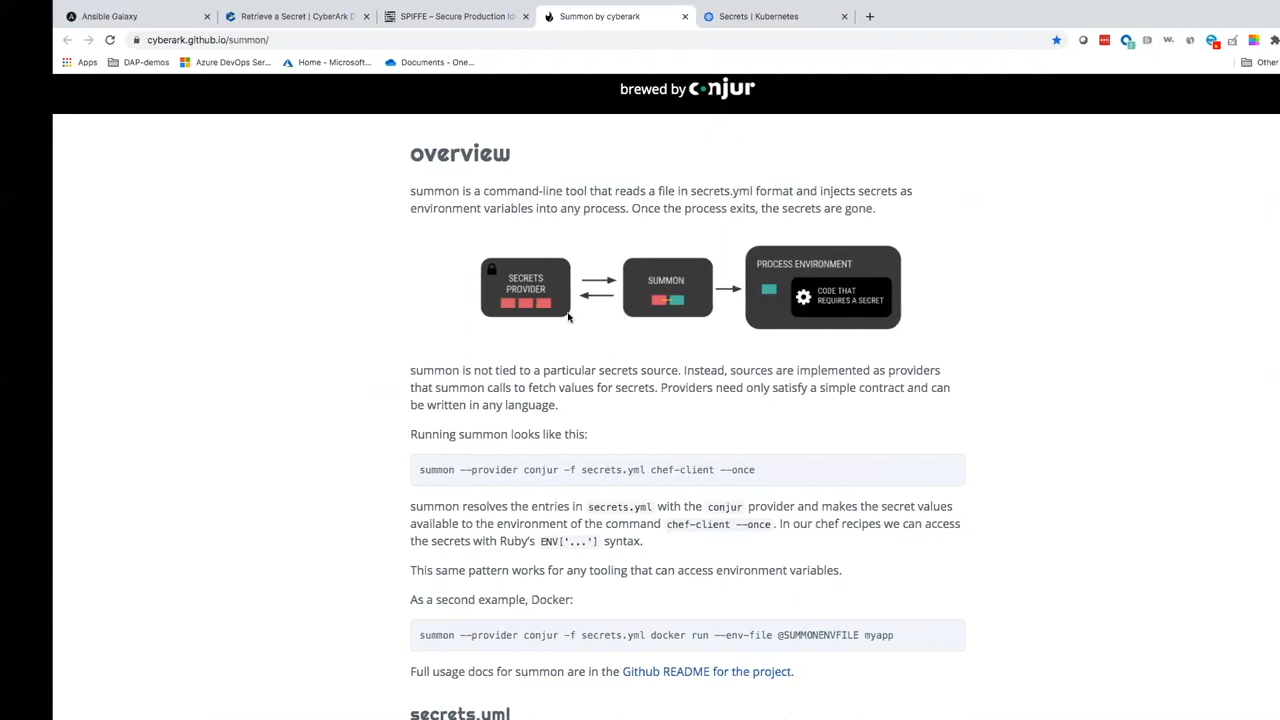 Ansible Galaxy
Retrieve a Secret | CyberArk D
SPIFFE – Secure Production Ide
Summon by cyberark
Secrets | Kubernetes
cyberark.github.io/summon/
Apps
DAP-demos
Azure DevOps Ser...
Home - Microsoft...
Documents - One...
Other
brewed by conjur
overview
summon is a command-line tool that reads a file in secrets.yml format and injects secrets as
environment variables into any process. Once the process exits, the secrets are gone.
SECRETS
PROVIDER
SUMMON
PROCESS ENVIRONMENT
CODE THAT
REQUIRES A SECRET
summon is not tied to a particular secrets source. Instead, sources are implemented as providers
that summon calls to fetch values for secrets. Providers need only satisfy a simple contract and can
be written in any language.
Running summon looks like this:
summon --provider conjur -f secrets.yml chef-client --once
summon resolves the entries in secrets.yml with the conjur provider and makes the secret values
available to the environment of the command chef-client --once. In our chef recipes we can access
the secrets with Ruby’s ENV['...'] syntax.
This same pattern works for any tooling that can access environment variables.
As a second example, Docker:
summon --provider conjur -f secrets.yml docker run --env-file @SUMMONENVFILE myapp
Full usage docs for summon are in the Github README for the project.
secrets.yml